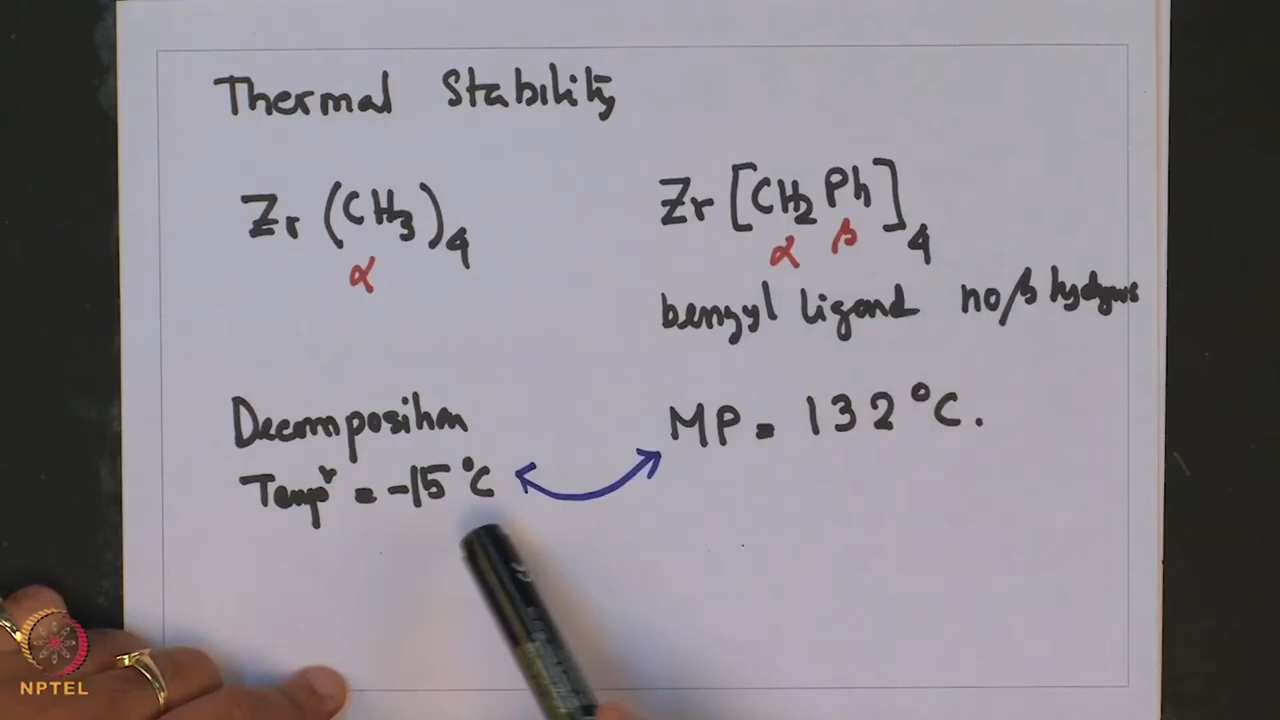 Thermal Stability
Zr (CH3)4
α
Zr [CH2 Ph]4
α β
benzyl ligand no β hydrogens
Decomposition
Tempr = -15 °C
MP = 132 °C.
NPTEL